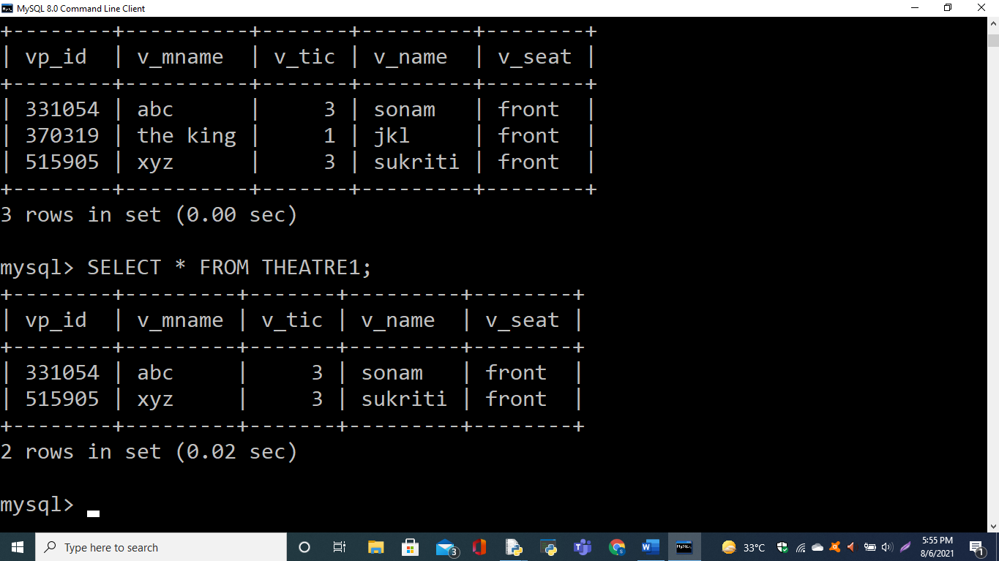 MySQL 8.0 Command Line Client
+--------+----------+-------+---------+--------+
| vp_id  | v_mname  | v_tic | v_name  | v_seat |
+--------+----------+-------+---------+--------+
| 331054 | abc      |     3 | sonam   | front  |
| 370319 | the king |     1 | jkl     | front  |
| 515905 | xyz      |     3 | sukriti | front  |
+--------+----------+-------+---------+--------+
3 rows in set (0.00 sec)
mysql> SELECT * FROM THEATRE1;
+--------+---------+-------+---------+--------+
| vp_id  | v_mname | v_tic | v_name  | v_seat |
+--------+---------+-------+---------+--------+
| 331054 | abc     |     3 | sonam   | front  |
| 515905 | xyz     |     3 | sukriti | front  |
+--------+---------+-------+---------+--------+
2 rows in set (0.02 sec)
mysql>
Type here to search
3
33°C
5:55 PM
8/6/2021
1